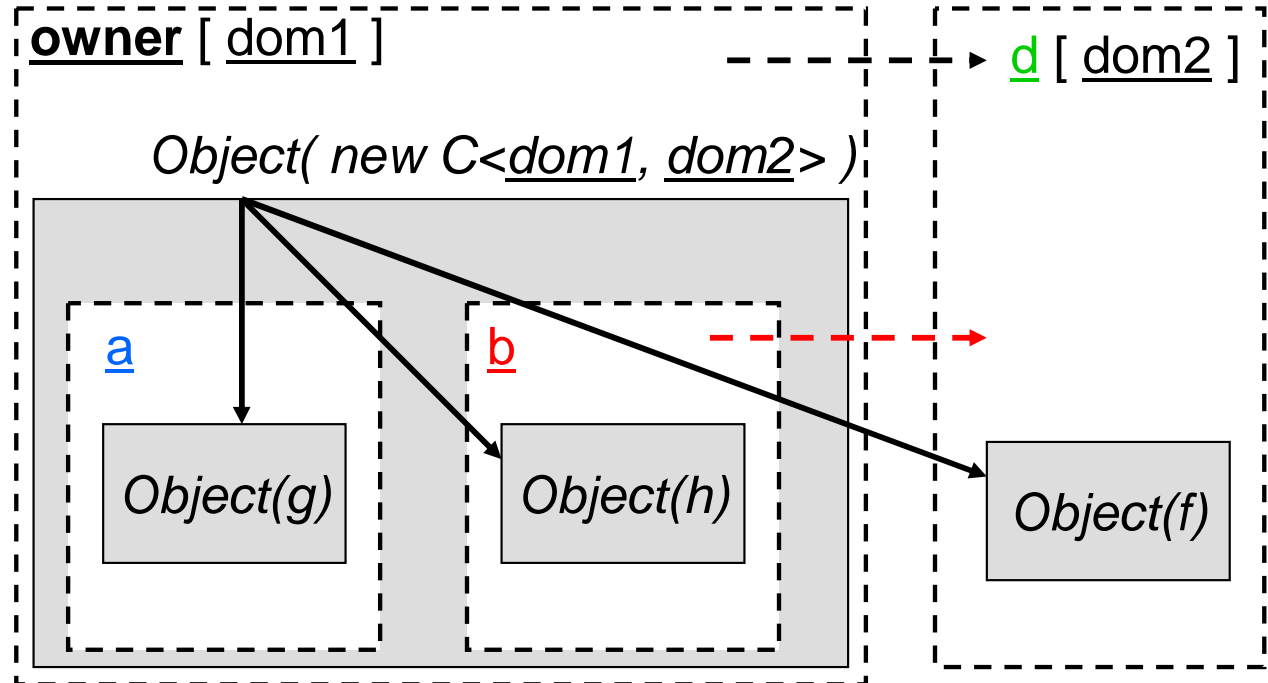 owner [ dom1 ]
d [ dom2 ]
Object( new C<dom1, dom2> )
a
b
Object(g)
Object(h)
Object(f)